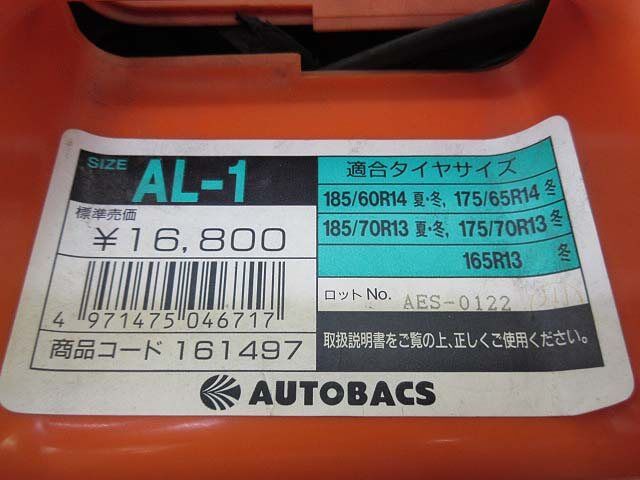 SIZE AL-1
標準売価
¥16,800
4 971475 046717
商品コード 161497
適合タイヤサイズ
185/60R14 夏・冬, 175/65R14 冬
185/70R13 夏・冬, 175/70R13 冬
165R13 冬
ロットNo. AES-0122
取扱説明書をご覧の上、正しくご使用ください。
AUTOBACS